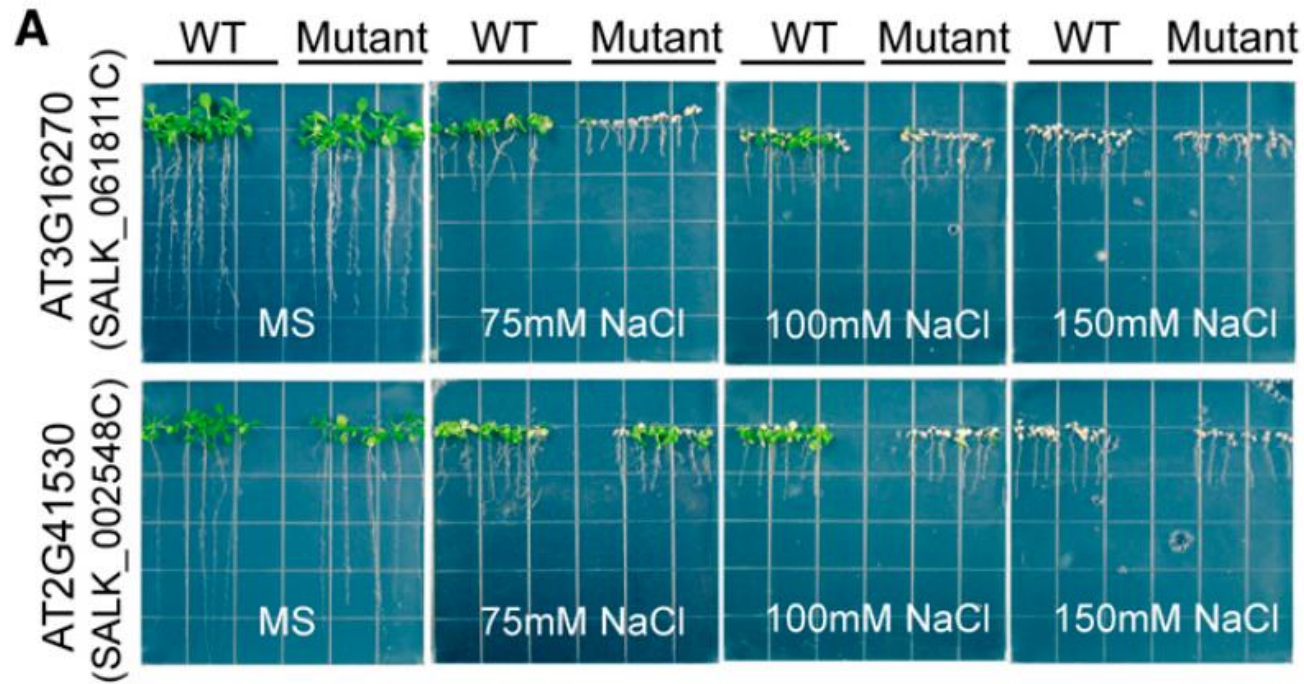 A
WT Mutant WT Mutant WT Mutant WT Mutant
AT3G16270
(SALK_061811C)
MS 75mM NaCl 100mM NaCl 150mM NaCl
AT2G41530
(SALK_002548C)
MS 75mM NaCl 100mM NaCl 150mM NaCl